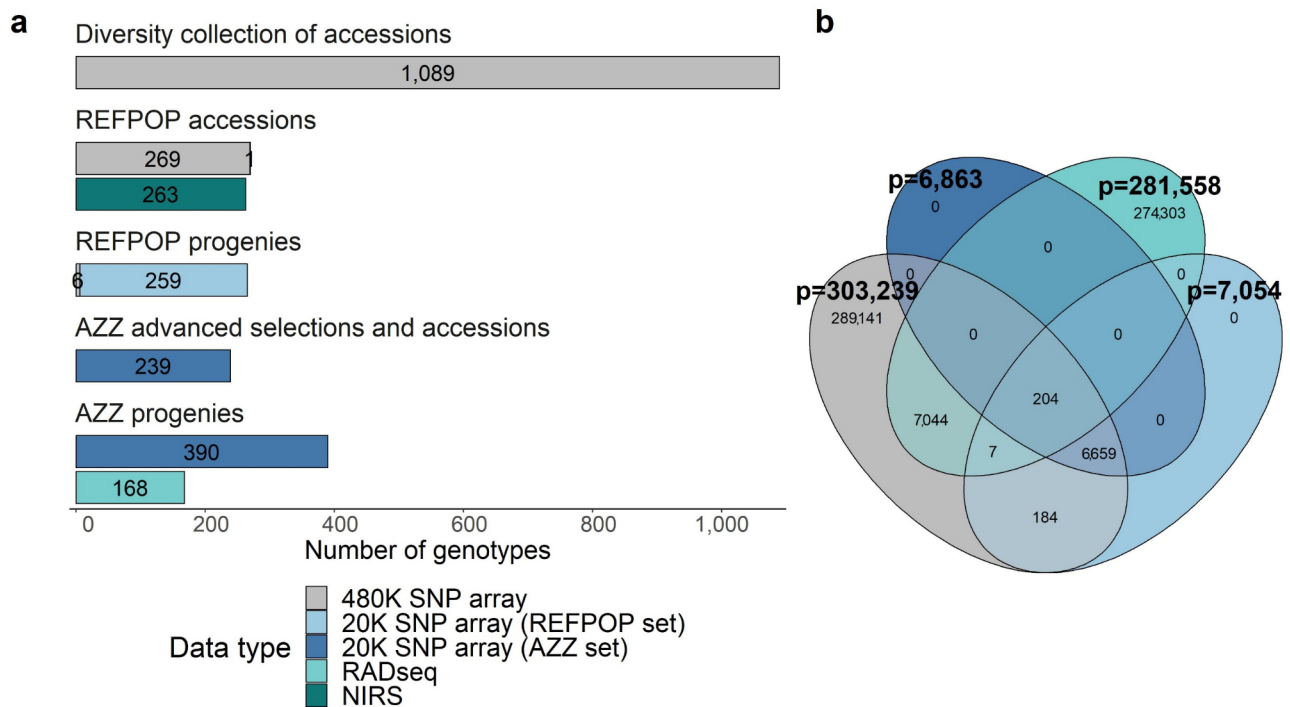 a
Diversity collection of accessions
1,089
REFPOP accessions
269 1
263
REFPOP progenies
6 259
AZZ advanced selections and accessions
239
AZZ progenies
390
168
0 200 400 600 800 1,000
Number of genotypes
Data type
480K SNP array
20K SNP array (REFPOP set)
20K SNP array (AZZ set)
RADseq
NIRS
b
p=6,863 p=281,558
0 274,303
0
0 0
p=303,239 p=7,054
289,141 0
0 0
204
7,044 0
7 6,659
184